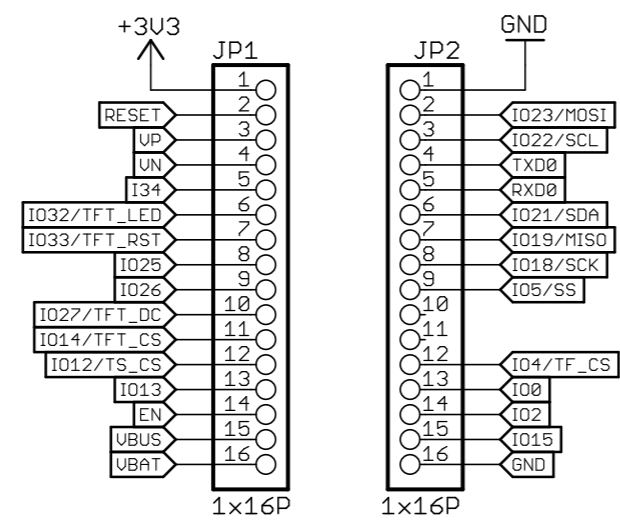 +3V3 GND
JP1 JP2
1 1
RESET 2 2 IO23/MOSI
VP 3 3 IO22/SCL
VN 4 4 TXD0
I34 5 5 RXD0
IO32/TFT_LED 6 6 IO21/SDA
IO33/TFT_RST 7 7 IO19/MISO
IO25 8 8 IO18/SCK
IO26 9 9 IO5/SS
IO27/TFT_DC 10 10
IO14/TFT_CS 11 11
IO12/TS_CS 12 12 IO4/TF_CS
IO13 13 13 IO0
EN 14 14 IO2
VBUS 15 15 IO15
VBAT 16 16 GND
1x16P 1x16P